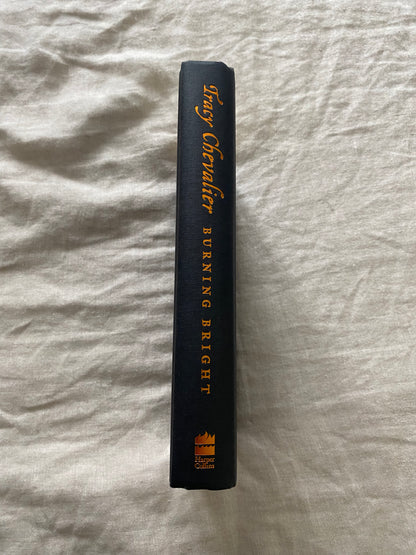 Tracy Chevalier
BURNING BRIGHT
Harper
Collins